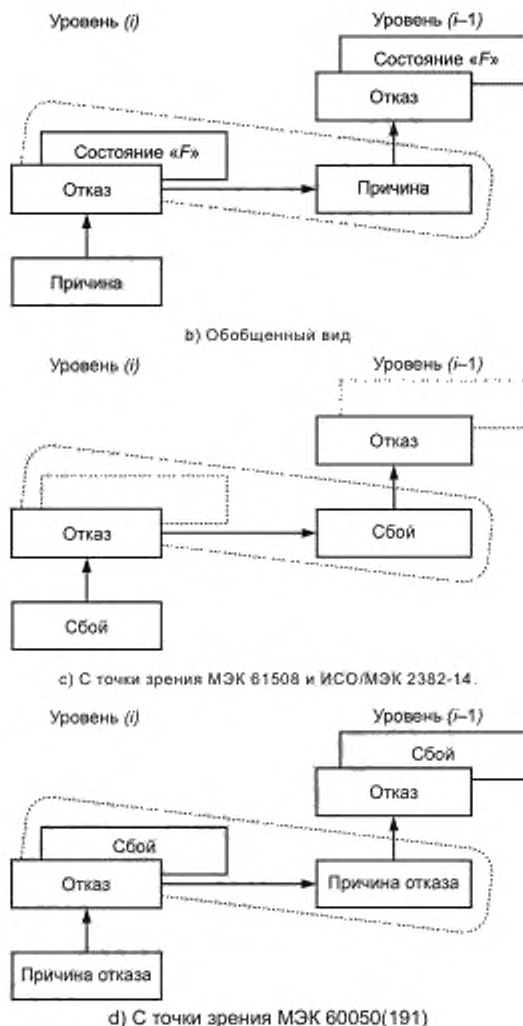 Уровень (i)
Уровень (i–1)
Состояние «F»
Отказ
Состояние «F»
Отказ
Причина
Причина
b) Обобщенный вид
Уровень (i)
Уровень (i–1)
Отказ
Отказ
Сбой
Сбой
c) С точки зрения МЭК 61508 и ИСО/МЭК 2382-14.
Уровень (i)
Уровень (i–1)
Сбой
Отказ
Сбой
Отказ
Причина отказа
Причина отказа
d) С точки зрения МЭК 60050(191)